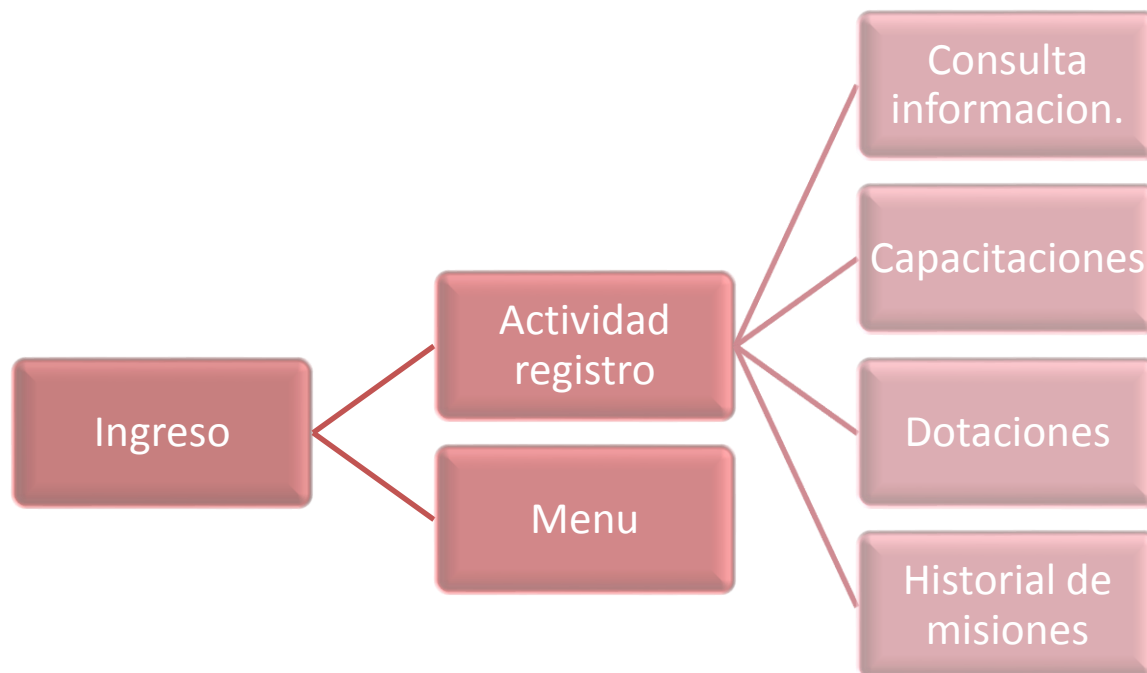 Ingreso
Actividad
registro
Menu
Consulta
informacion.
Capacitaciones
Dotaciones
Historial de
misiones